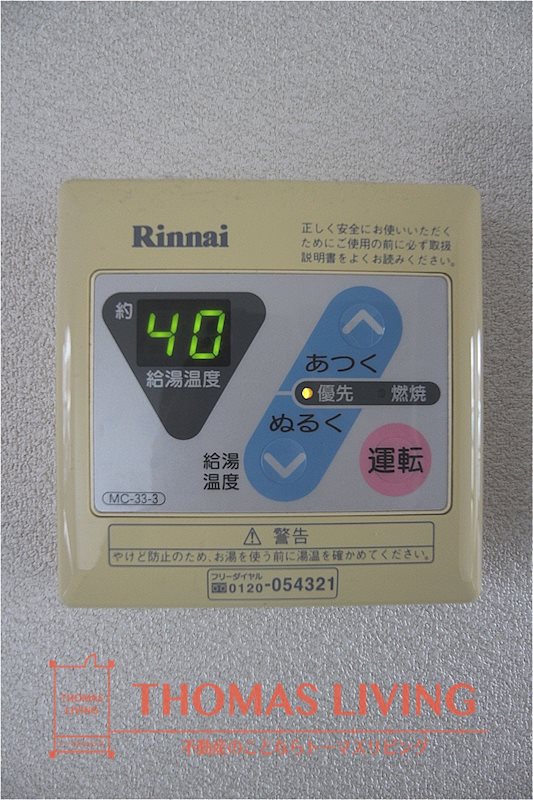 Rinnai
正しく安全にお使いいただく
ためにご使用の前に必ず取扱
説明書をよくお読みください。
約
40
給湯温度
あつく
優先 燃焼
ぬるく
給湯
温度
運転
MC-33-3
⚠ 警告
やけど防止のため、お湯を使う前に湯温を確かめてください。
フリーダイヤル
0120-054321
THOMAS
LIVING
THOMAS LIVING
不動産のことならトーマスリビング